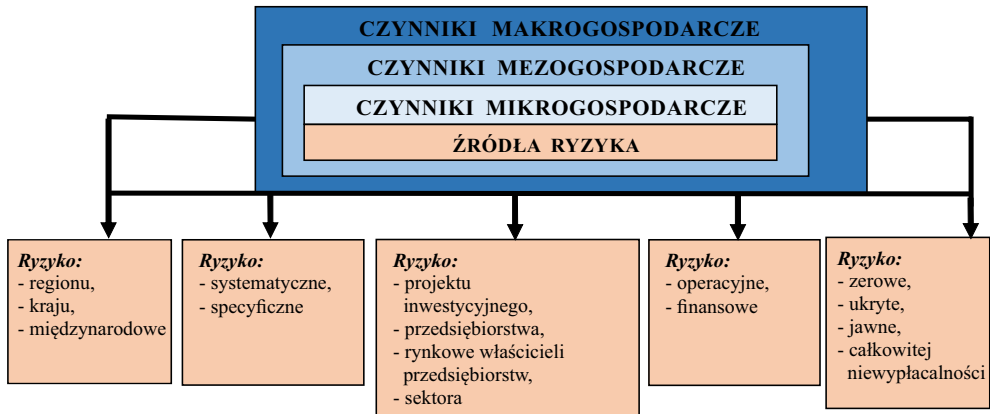 CZYNNIKI MAKROGOSPODARCZE
CZYNNIKI MEZOGOSPODARCZE
CZYNNIKI MIKROGOSPODARCZE
ŹRÓDŁA RYZYKA
Ryzyko:
- regionu,
- kraju,
- międzynarodowe
Ryzyko:
- systematyczne,
- specyficzne
Ryzyko:
- projektu
inwestycyjnego,
- przedsiębiorstwa,
- rynkowe właścicieli
przedsiębiorstw,
- sektora
Ryzyko:
- operacyjne,
- finansowe
Ryzyko:
- zerowe,
- ukryte,
- jawne,
- całkowitej
niewypłacalności